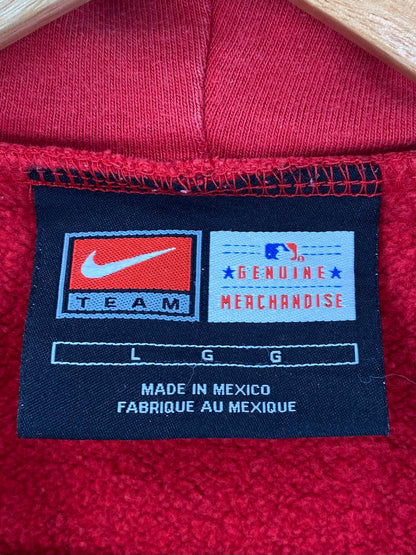 TEAM
GENUINE
MERCHANDISE
L G G
MADE IN MEXICO
FABRIQUE AU MEXIQUE